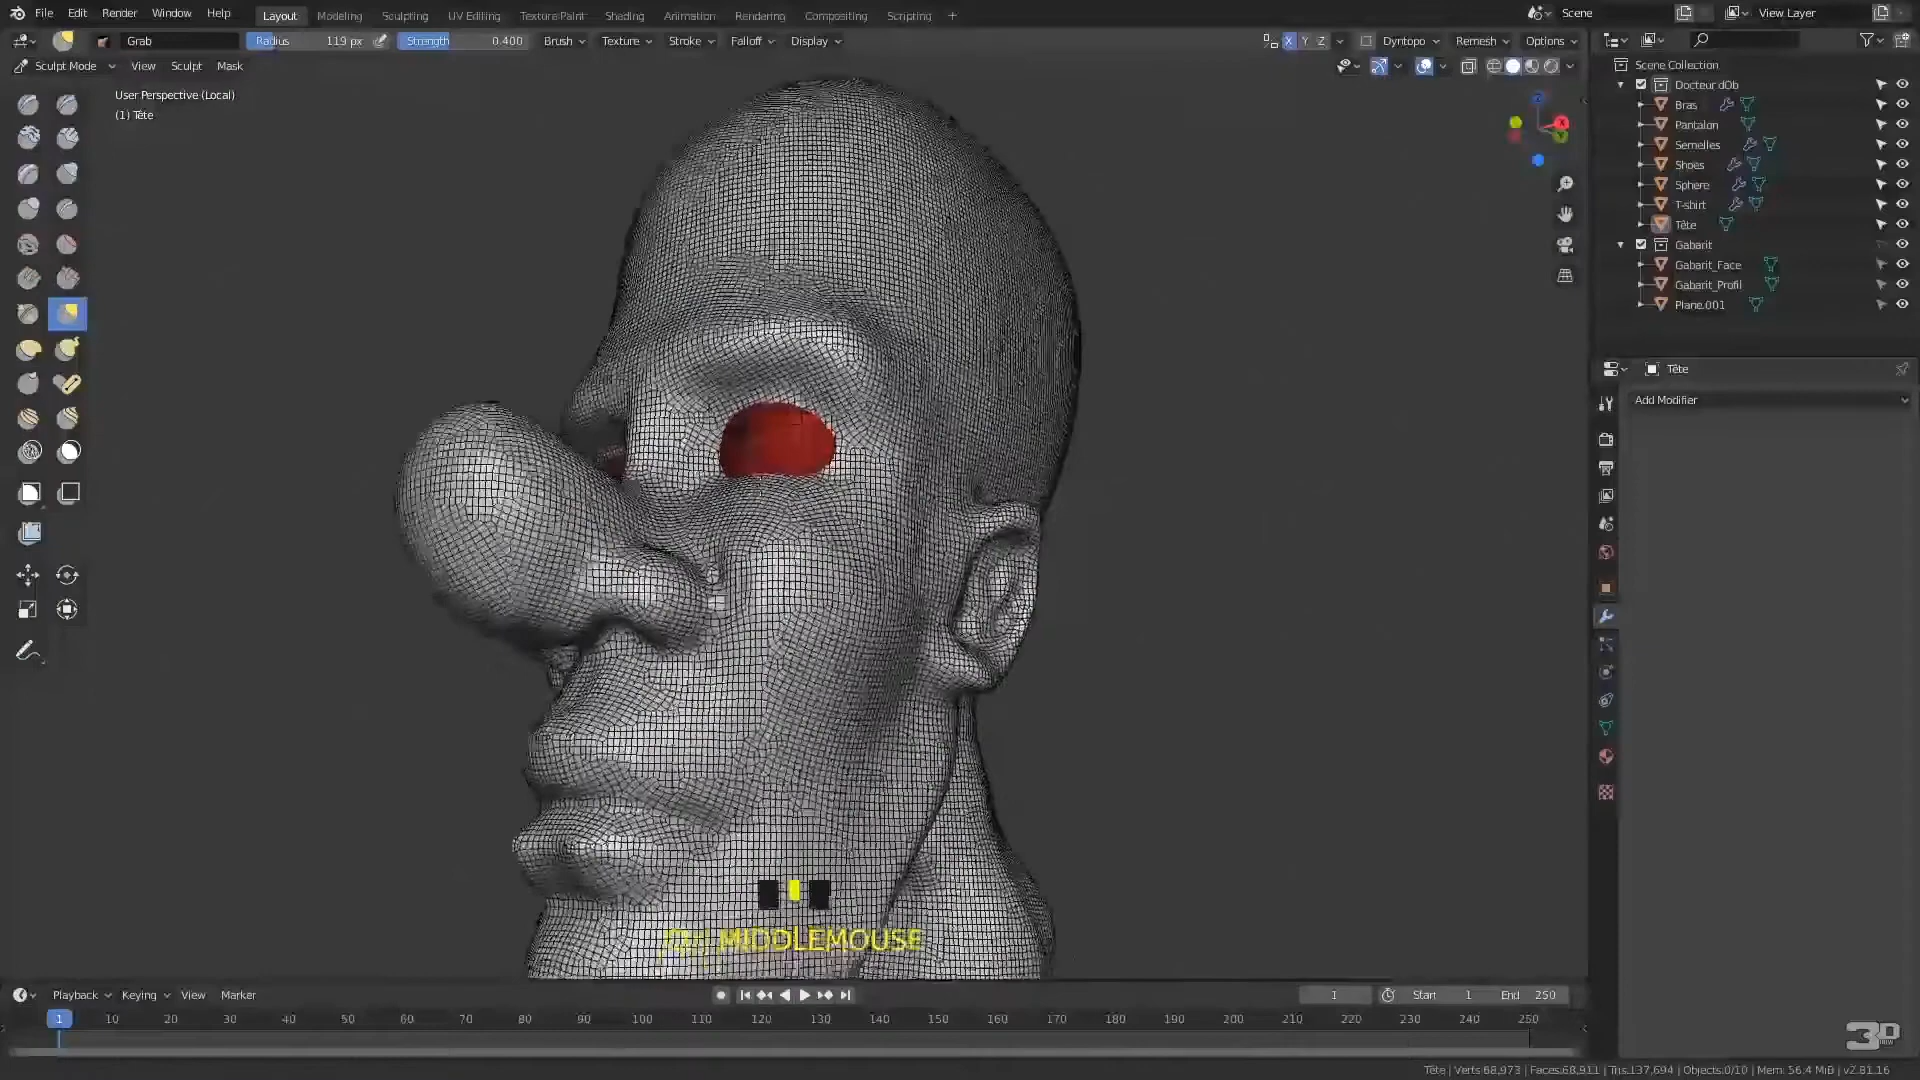 File Edit Render Window Help Layout Modeling Sculpting UV Editing Texture Paint Shading Animation Rendering Compositing Scripting + Scene View Layer
Grab Radius 119 px Strength 0.400 Brush Texture Stroke Falloff Display X Y Z Dyntopo Remesh Options
Sculpt Mode View Sculpt Mask
User Perspective (Local)
(1) Tête
Scene Collection
Docteur dOb
Bras
Pantalon
Semelles
Shoes
Sphere
T-shirt
Tête
Gabarit
Gabarit_Face
Gabarit_Profil
Plane.001
Tête
Add Modifier
MIDDLEMOUSE
Playback Keying View Marker 1 Start 1 End 250
1 10 20 30 40 50 60 70 80 90 100 110 120 130 140 150 160 170 180 190 200 210 220 230 240 250
3D
Tête | Verts:68,973 | Faces:68,911 | Tris:137,694 | Objects:0/10 | Mem: 56.4 MiB | v2.81.16